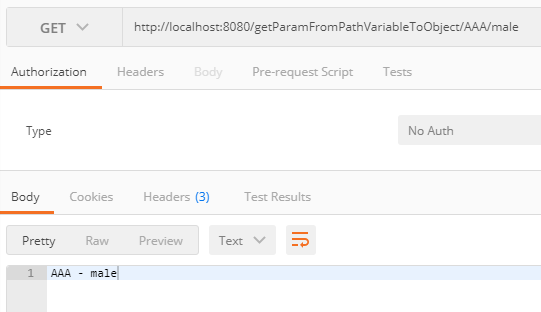 GET http://localhost:8080/getParamFromPathVariableToObject/AAA/male
Authorization Headers Body Pre-request Script Tests
Type No Auth
Body Cookies Headers (3) Test Results
Pretty Raw Preview Text
1 AAA - male